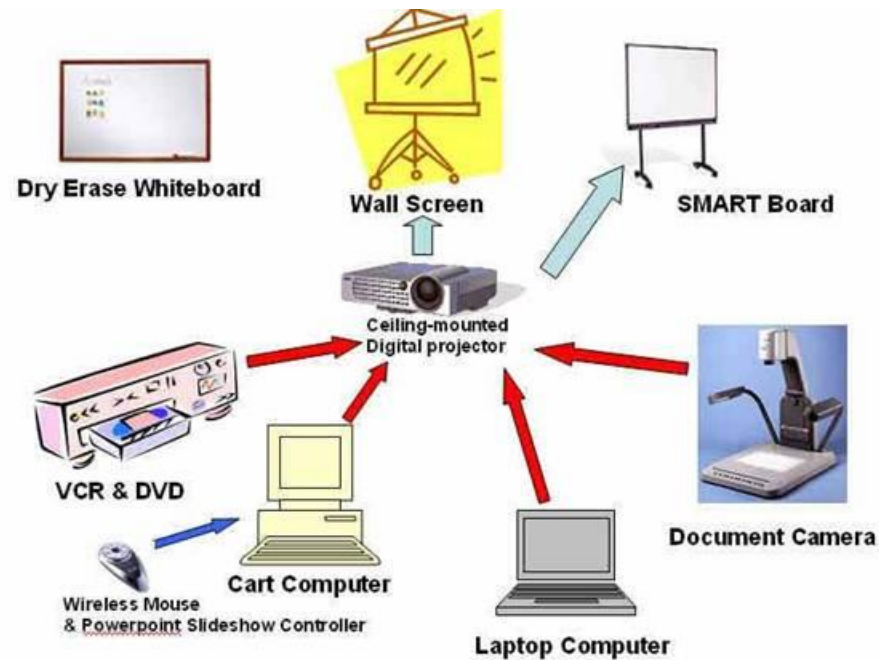 Dry Erase Whiteboard
Wall Screen
SMART Board
Ceiling-mounted
Digital projector
VCR & DVD
Document Camera
Cart Computer
Wireless Mouse
& Powerpoint Slideshow Controller
Laptop Computer